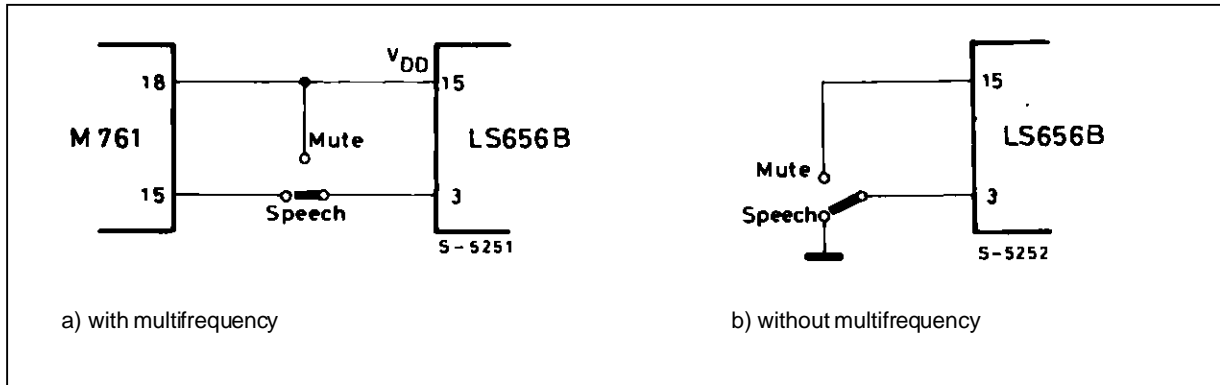 V DD
18
15
M 761
Mute
LS656B
15
Speech
3
S-5251
a) with multifrequency
15
LS656B
Mute
Speech
3
S-5252
b) without multifrequency